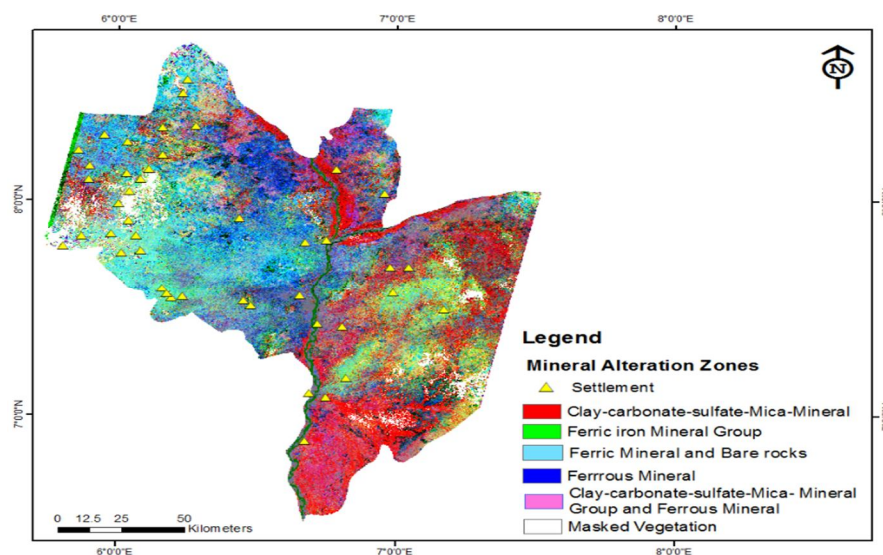 6°0'0"E
7°0'0"E
8°0'0"E
N
8°0'0"N
7°0'0"N
Legend
Mineral Alteration Zones
Settlement
Clay-carbonate-sulfate-Mica-Mineral
Ferric iron Mineral Group
Ferric Mineral and Bare rocks
Ferrrous Mineral
Clay-carbonate-sulfate-Mica- Mineral
Group and Ferrous Mineral
Masked Vegetation
0 12.5 25 50
Kilometers
6°0'0"E
7°0'0"E
8°0'0"E